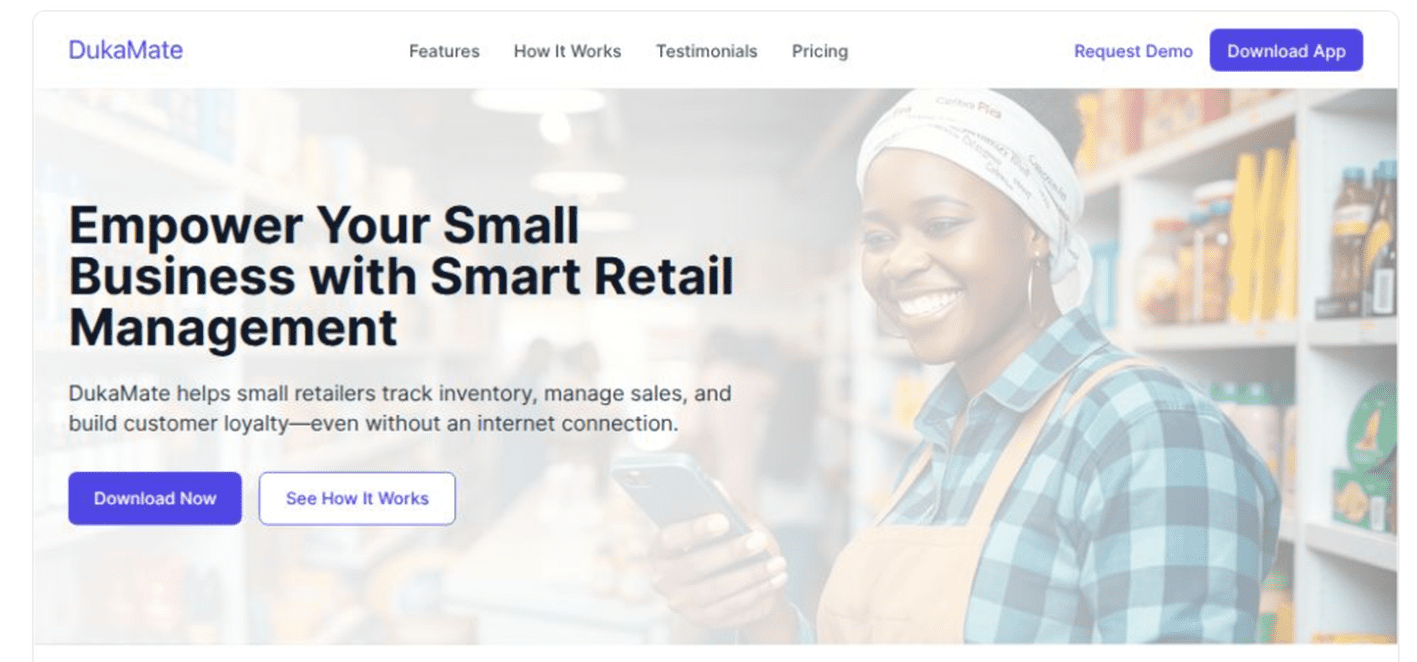 DukaMate
Features
How It Works
Testimonials
Pricing
Request Demo
Download App
Empower Your Small
Business with Smart Retail
Management
DukaMate helps small retailers track inventory, manage sales, and
build customer loyalty—even without an internet connection.
Download Now
See How It Works